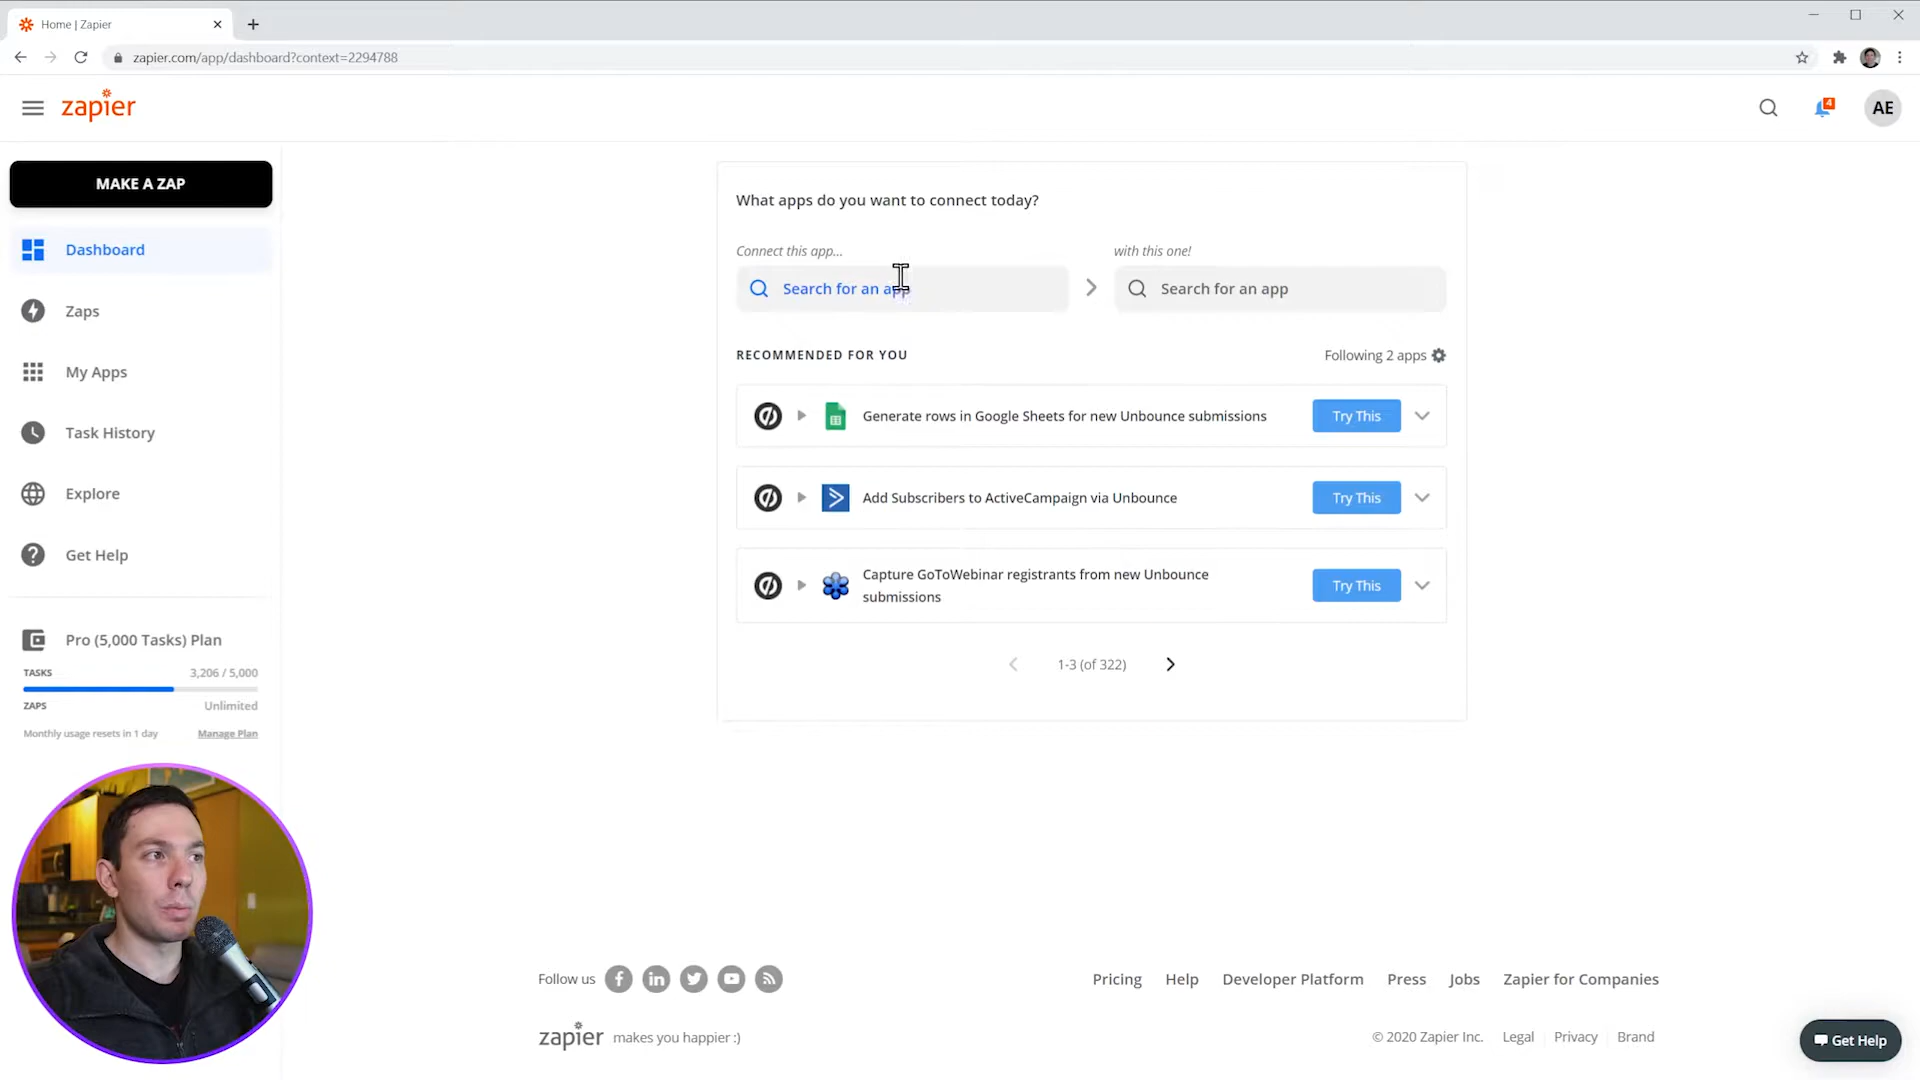 Home | Zapier
zapier.com/app/dashboard?context=2294788
zapier
4
AE
MAKE A ZAP
Dashboard
Zaps
My Apps
Task History
Explore
Get Help
Pro (5,000 Tasks) Plan
TASKS 3,206 / 5,000
ZAPS Unlimited
Monthly usage resets in 1 day Manage Plan
What apps do you want to connect today?
Connect this app... with this one!
Search for an app Search for an app
RECOMMENDED FOR YOU Following 2 apps
Generate rows in Google Sheets for new Unbounce submissions Try This
Add Subscribers to ActiveCampaign via Unbounce Try This
Capture GoToWebinar registrants from new Unbounce
submissions
Try This
1-3 (of 322)
Follow us
Pricing Help Developer Platform Press Jobs Zapier for Companies
zapier makes you happier :)
© 2020 Zapier Inc. Legal Privacy Brand
Get Help